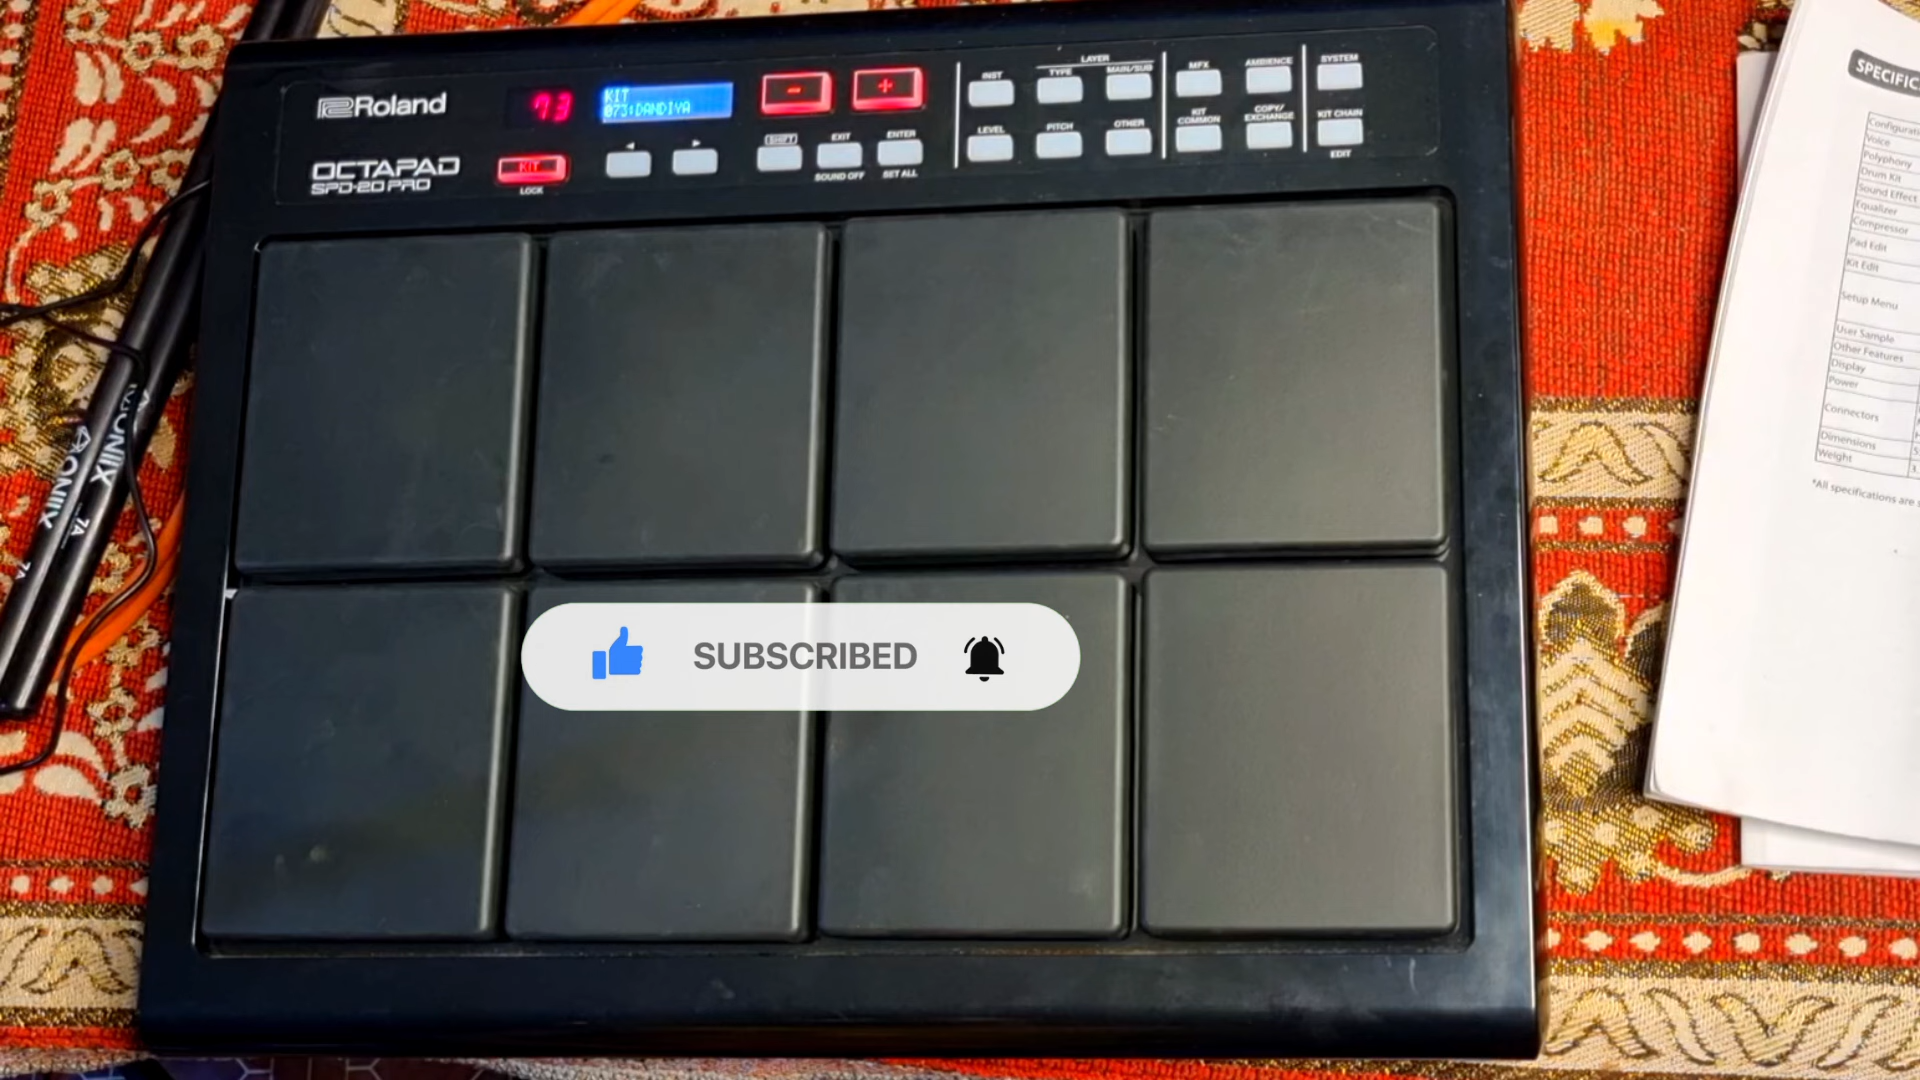 Roland
OCTAPAD
SPD-20 PRO
73
KIT
073:DANDIYA
KIT
LOCK
-
+
SHIFT
EXIT
ENTER
SOUND OFF
SET ALL
LAYER
INST
TYPE
MAIN/SUB
LEVEL
PITCH
OTHER
MFX
AMBIENCE
SYSTEM
KIT COMMON
COPY/
EXCHANGE
KIT CHAIN
EDIT
SUBSCRIBED
7A
Voice
Polyphony
Drum Kit
Sound Effect
Equalizer
Compressor
Pad Edit
Kit Edit
Setup Menu
User Sample
Other Features
Display
Power
Connectors
Dimensions
Weight
*All specifications are